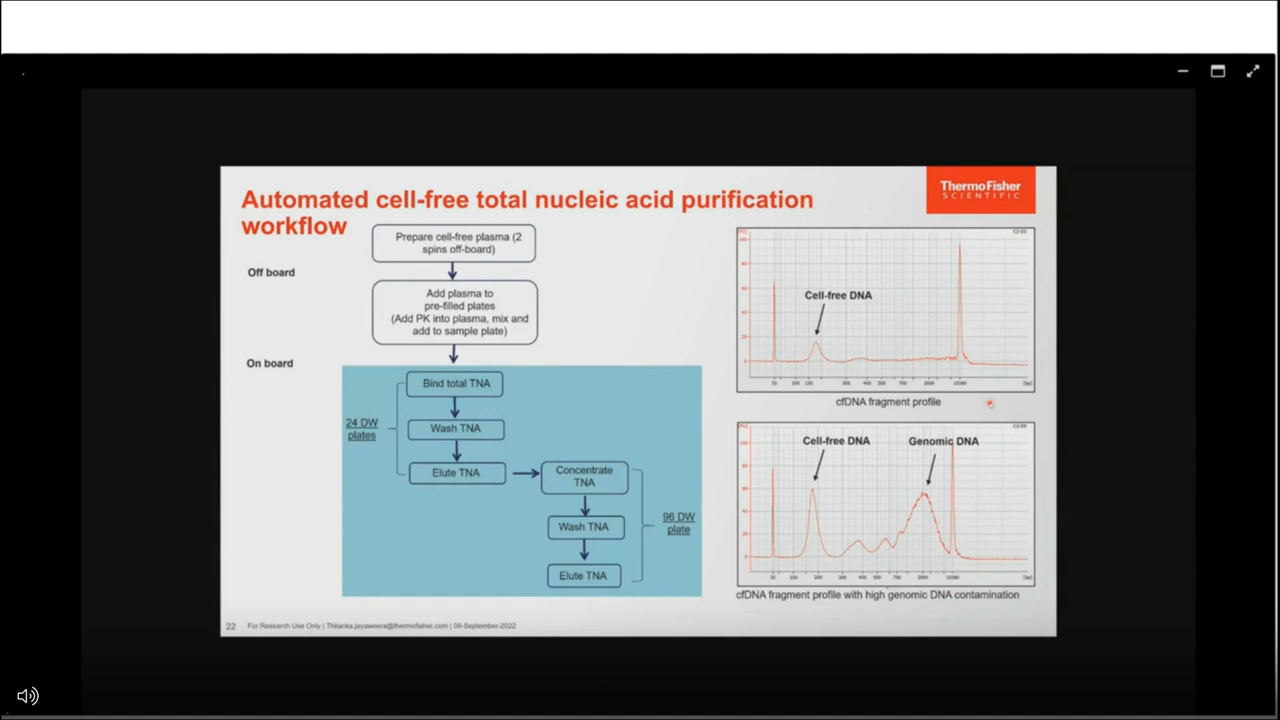 Automated cell-free total nucleic acid purification
workflow
ThermoFisher
SCIENTIFIC
Off board
Prepare cell-free plasma (2
spins off-board)
Add plasma to
pre-filled plates
(Add PK into plasma, mix and
add to sample plate)
On board
24 DW
plates
Bind total TNA
Wash TNA
Elute TNA
Concentrate
TNA
Wash TNA
Elute TNA
96 DW
plate
Cell-free DNA
cfDNA fragment profile
Cell-free DNA
Genomic DNA
cfDNA fragment profile with high genomic DNA contamination
22 For Research Use Only | Thilanka.jayaweera@thermofisher.com | 06-September-2022